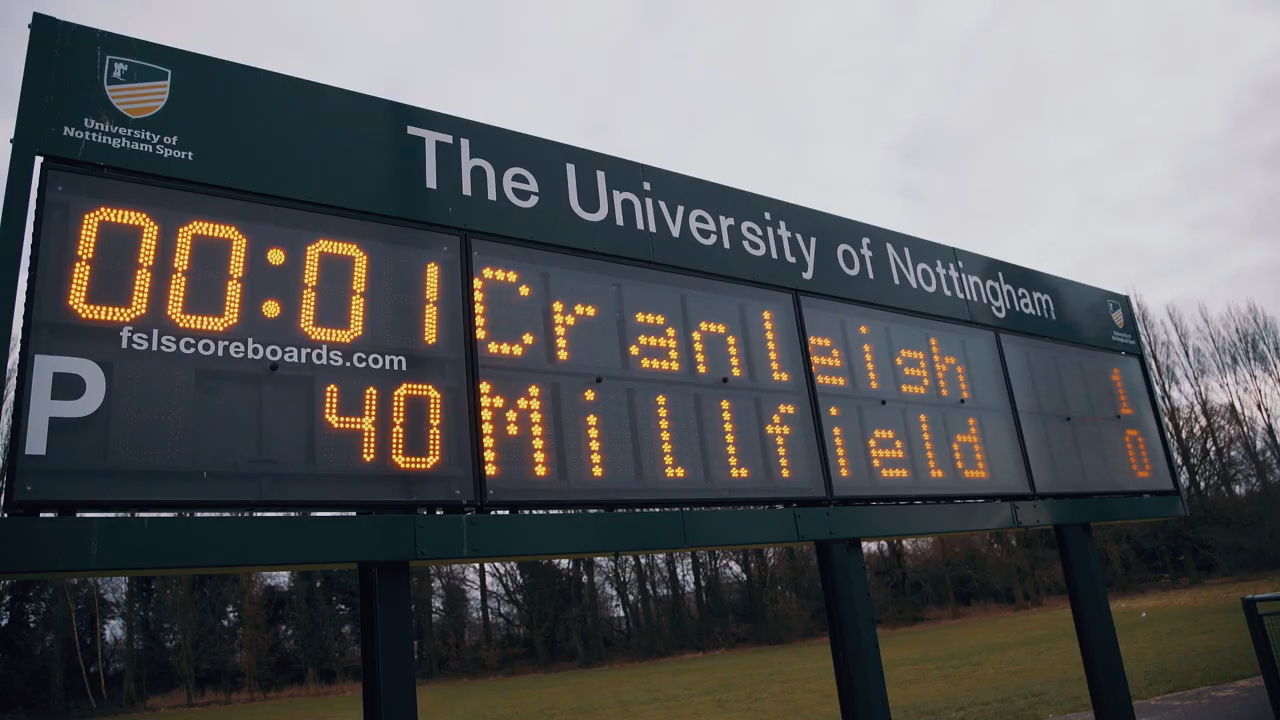 University of
Nottingham Sport
The University of Nottingham
00:01
Cranleigh
1
fslscoreboards.com
P
40
Millfield
0